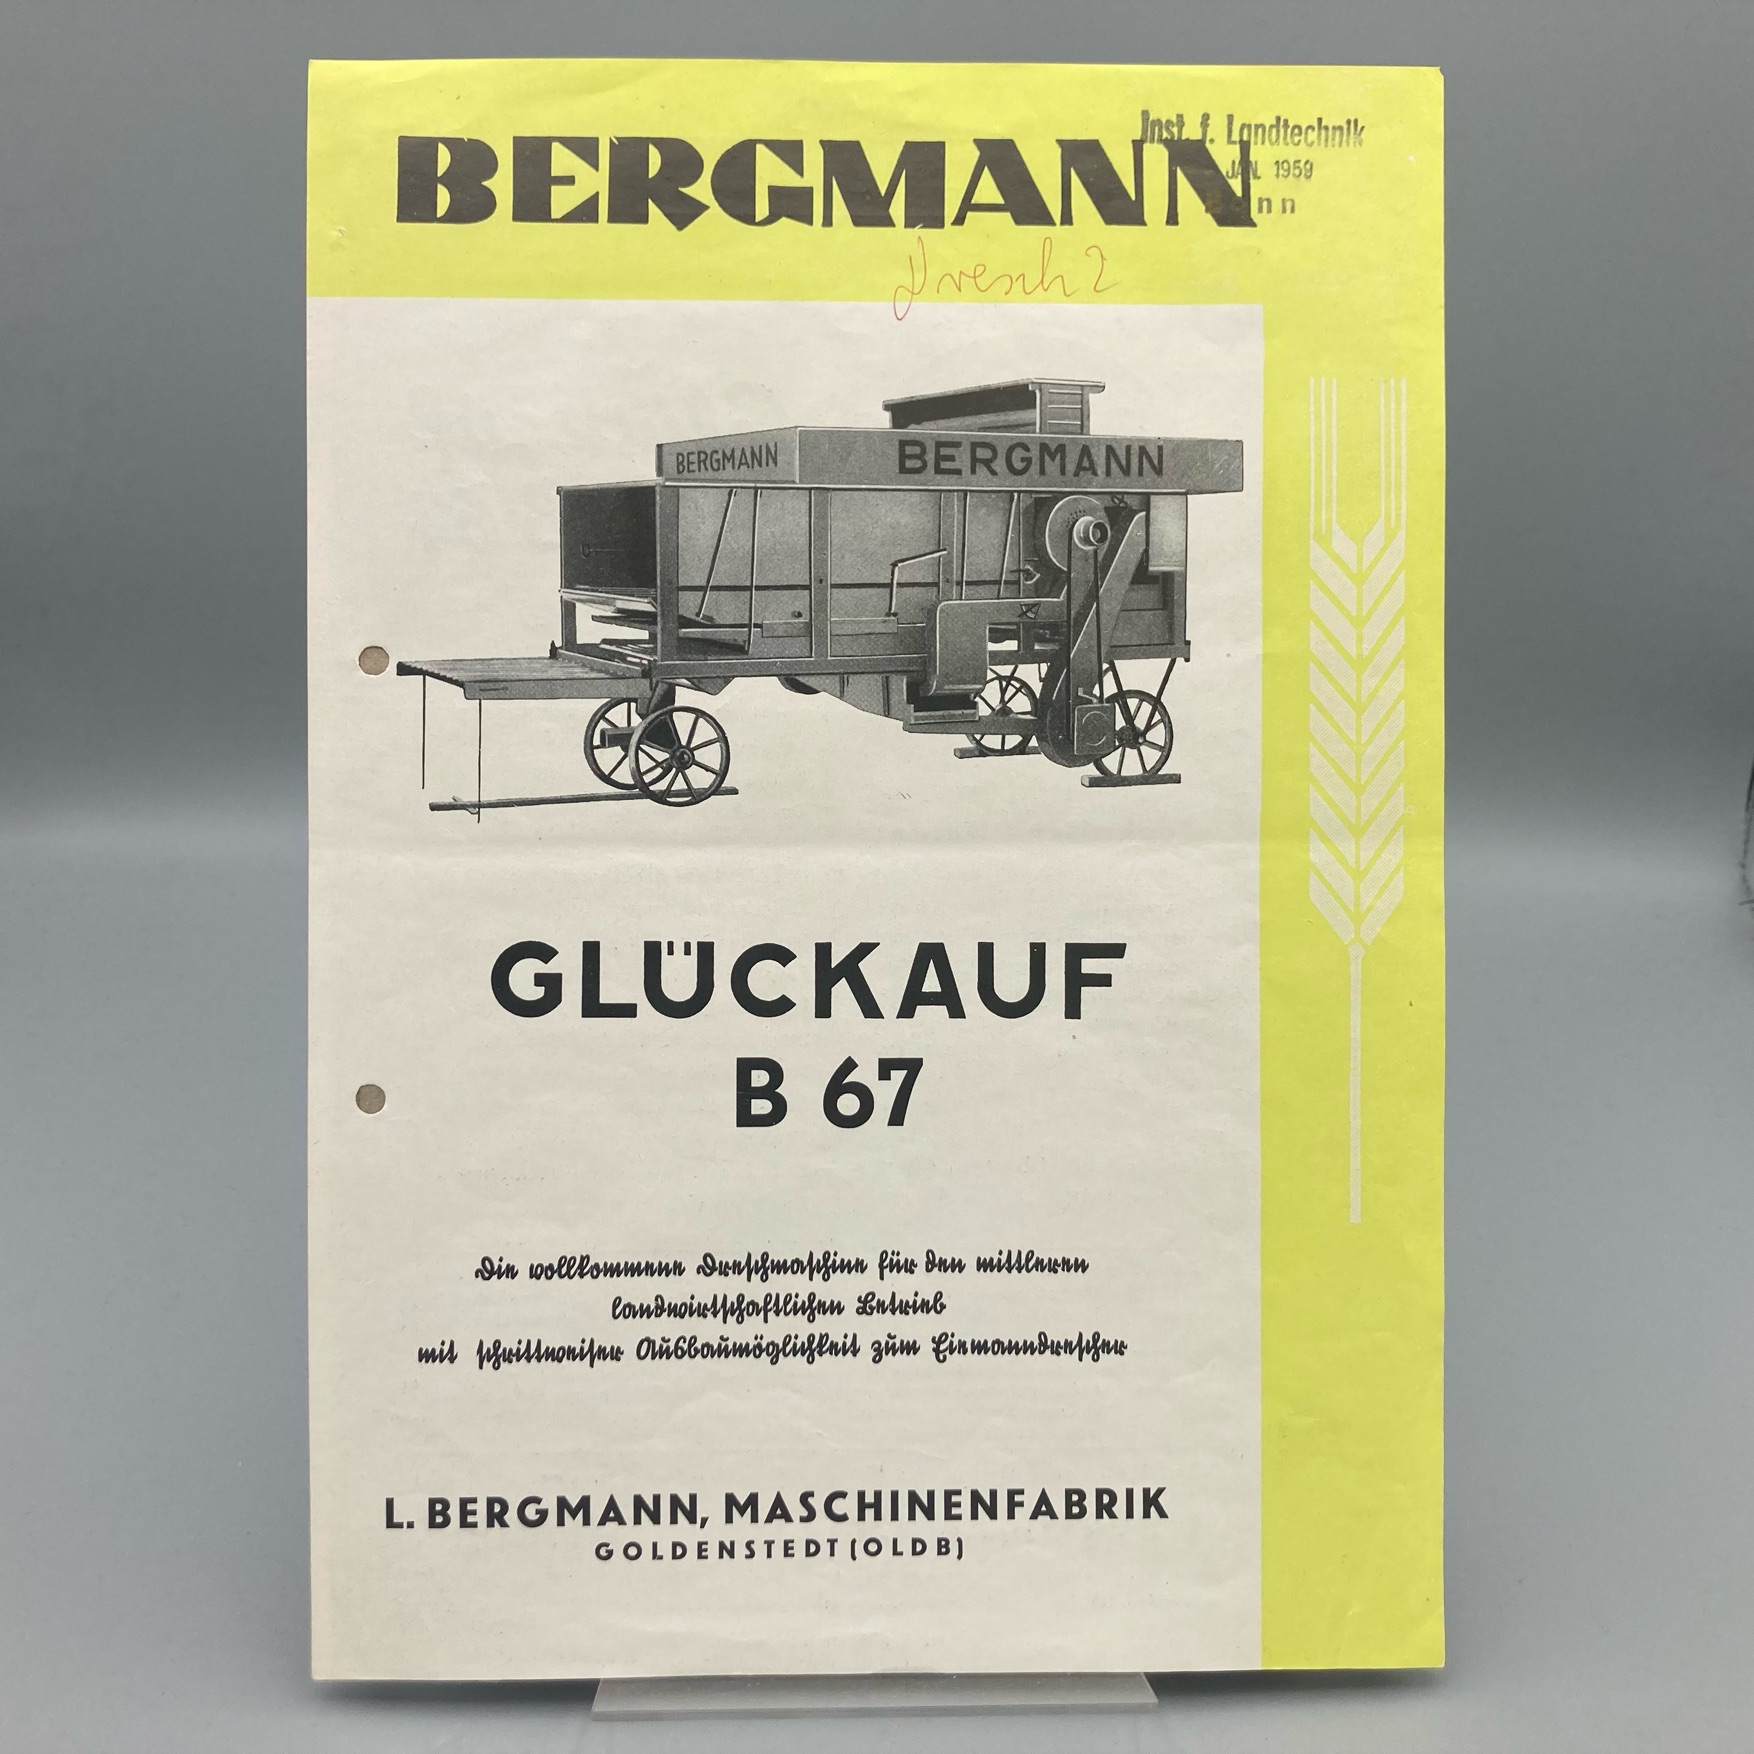 BERGMANN
Inst. f. Landtechnik
JAN. 1959
Bonn
Dresch 2
BERGMANN
BERGMANN
GLÜCKAUF
B 67
Die vollkommene Dreschmaschine für den mittleren
landwirtschaftlichen Betrieb
mit schrittweiser Ausbaumöglichkeit zum Einmanndrescher
L. BERGMANN, MASCHINENFABRIK
GOLDENSTEDT (OLDB)